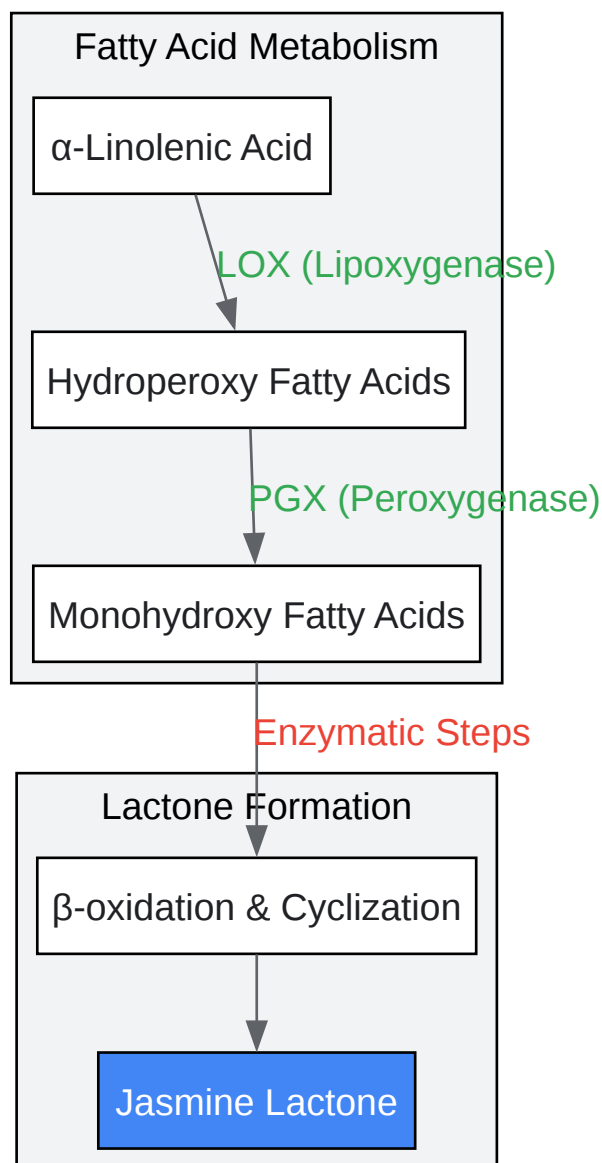 Fatty Acid Metabolism
α-Linolenic Acid
LOX (Lipoxygenase)
Hydroperoxy Fatty Acids
PGX (Peroxygenase)
Monohydroxy Fatty Acids
Enzymatic Steps
Lactone Formation
β-oxidation & Cyclization
Jasmine Lactone